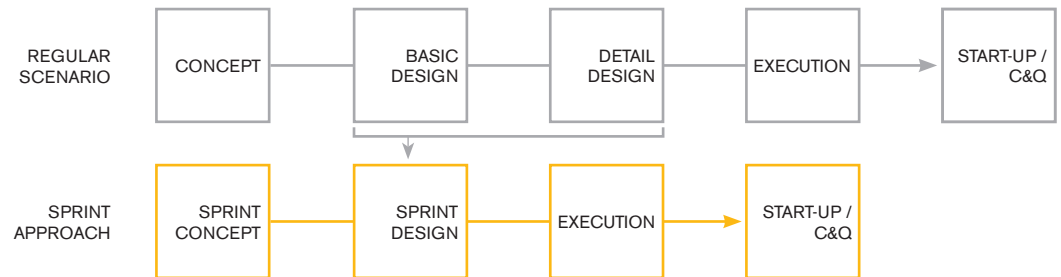 REGULAR
SCENARIO
CONCEPT
BASIC
DESIGN
DETAIL
DESIGN
EXECUTION
START-UP /
C&Q
SPRINT
APPROACH
SPRINT
CONCEPT
SPRINT
DESIGN
EXECUTION
START-UP /
C&Q